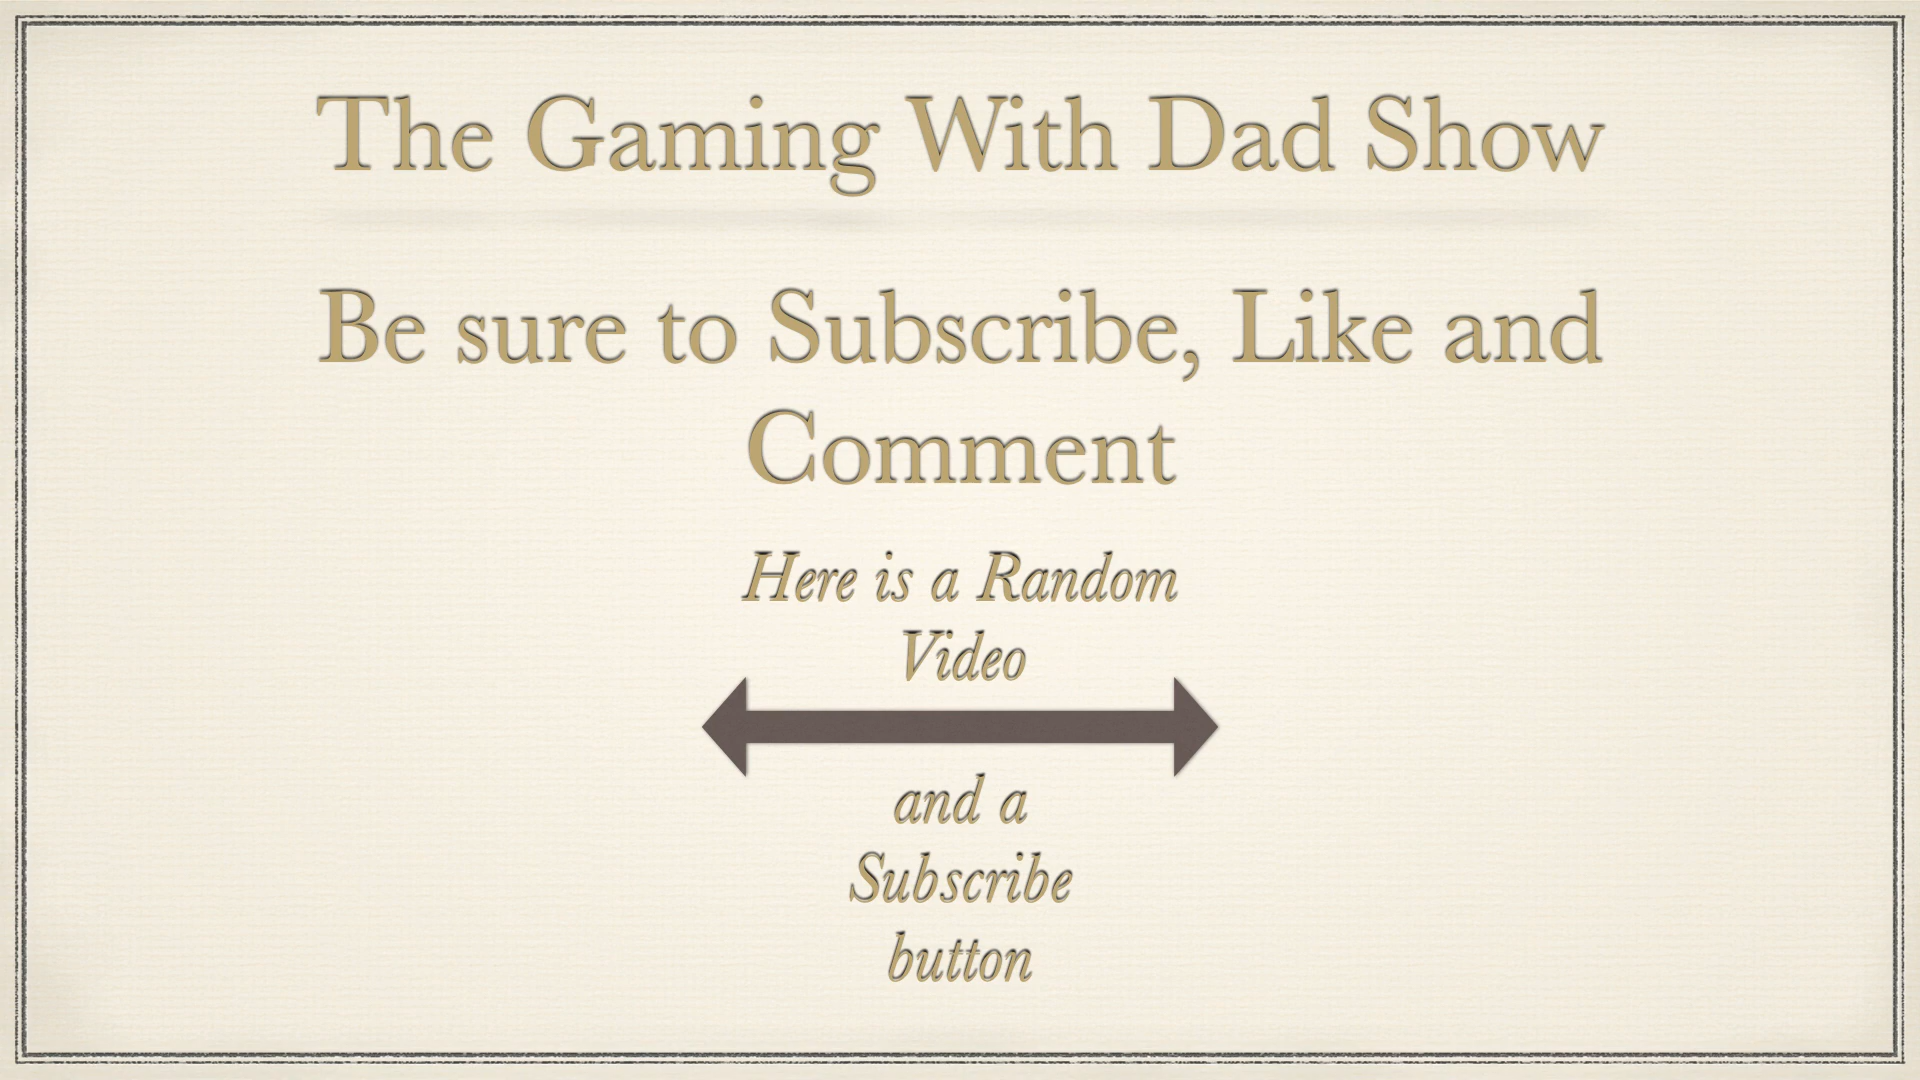 The Gaming With Dad Show
Be sure to Subscribe, Like and
Comment
Here is a Random
Video
and a
Subscribe
button